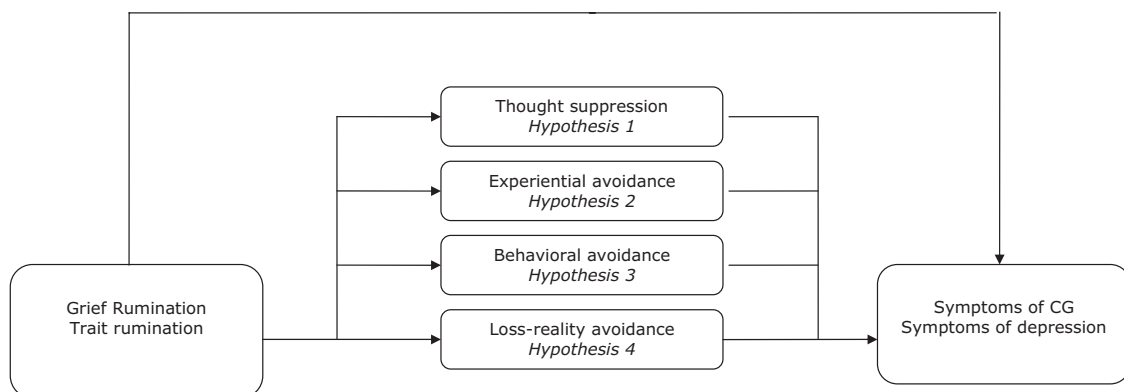 Thought suppression
Hypothesis 1
Experiential avoidance
Hypothesis 2
Behavioral avoidance
Hypothesis 3
Grief Rumination
Trait rumination
Loss-reality avoidance
Hypothesis 4
Symptoms of CG
Symptoms of depression